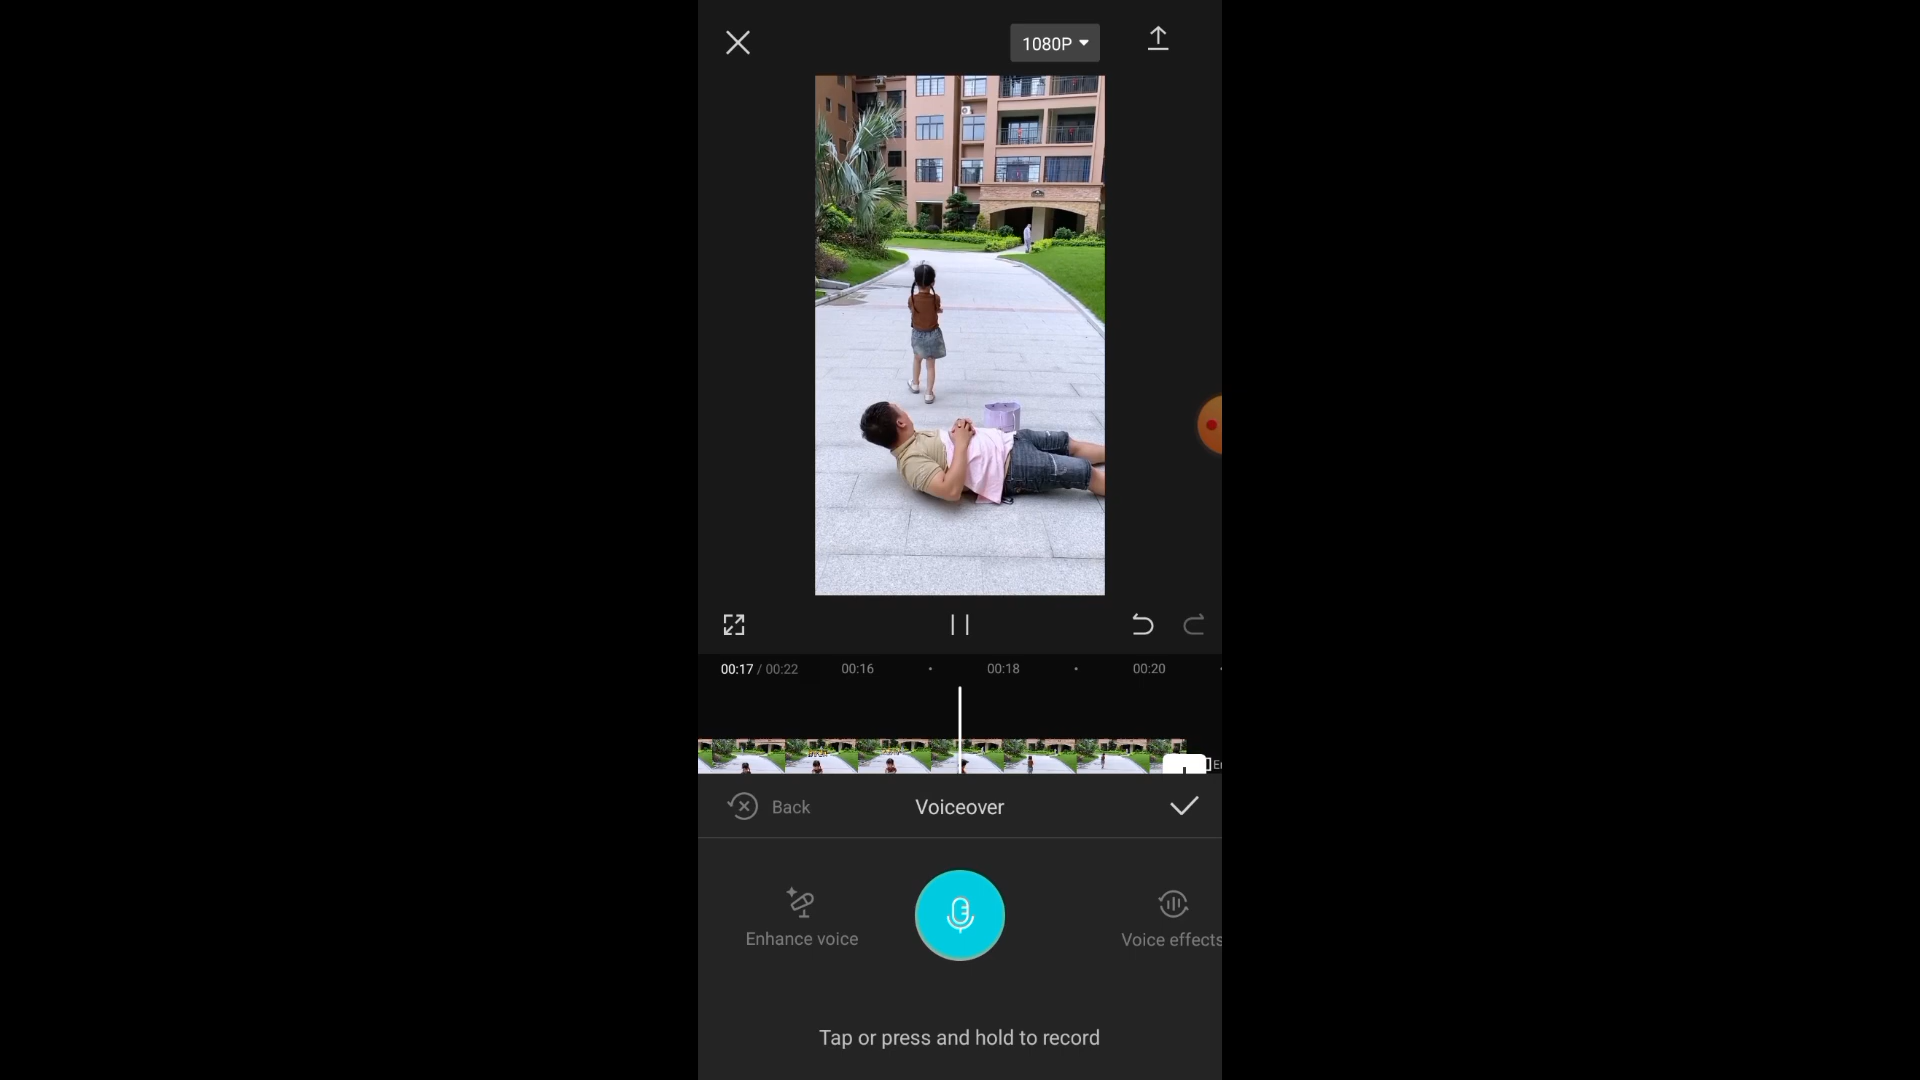 1080P
00:17 / 00:22
00:16
00:18
00:20
Back
Voiceover
Enhance voice
Voice effects
Tap or press and hold to record